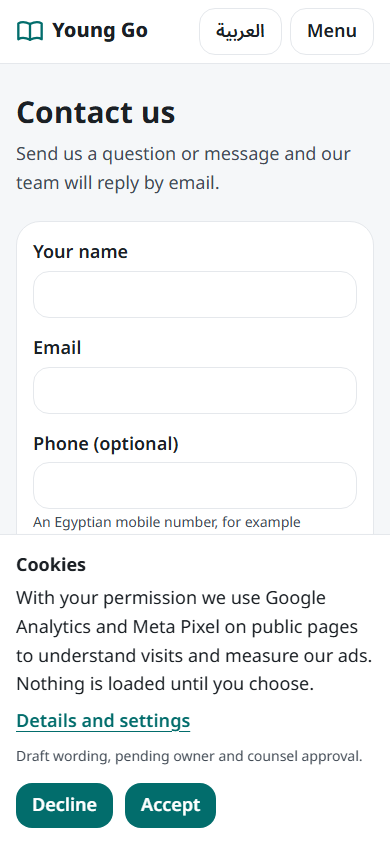 Young Go
العربية
Menu
Contact us
Send us a question or message and our
team will reply by email.
Your name
Email
Phone (optional)
An Egyptian mobile number, for example
Cookies
With your permission we use Google
Analytics and Meta Pixel on public pages
to understand visits and measure our ads.
Nothing is loaded until you choose.
Details and settings
Draft wording, pending owner and counsel approval.
Decline
Accept